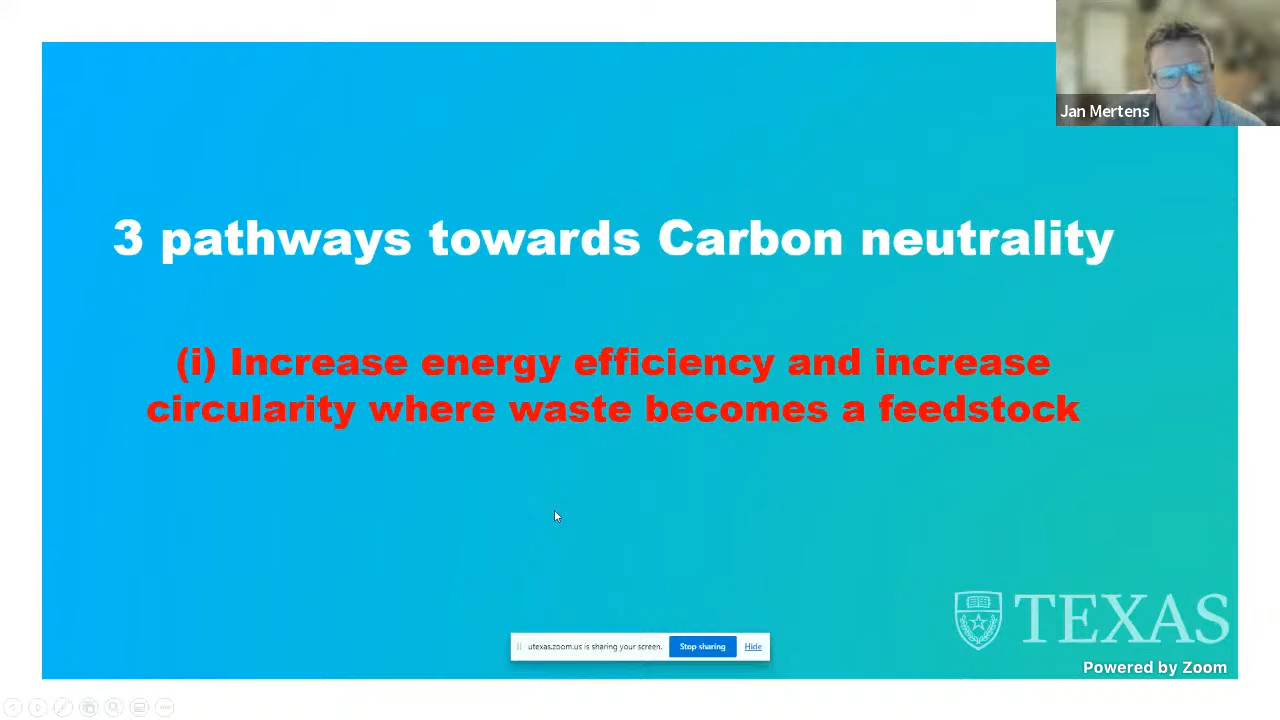 Jan Mertens
3 pathways towards Carbon neutrality
(i) Increase energy efficiency and increase
circularity where waste becomes a feedstock
TEXAS
utexas.zoom.us is sharing your screen.
Stop sharing
Hide
Powered by Zoom